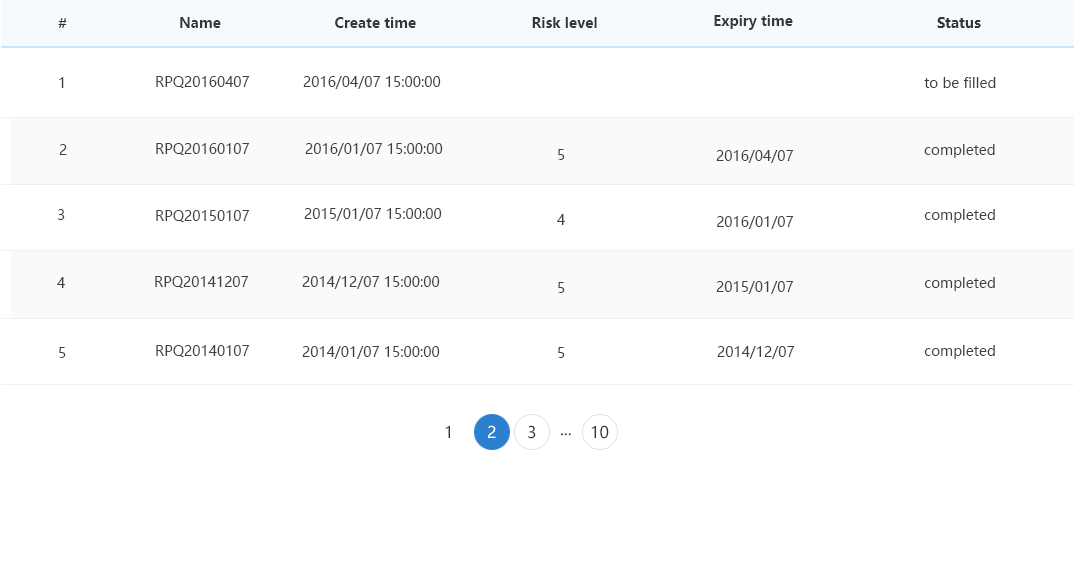 # Name Create time Risk level Expiry time Status
1 RPQ20160407 2016/04/07 15:00:00 to be filled
2 RPQ20160107 2016/01/07 15:00:00 5 2016/04/07 completed
3 RPQ20150107 2015/01/07 15:00:00 4 2016/01/07 completed
4 RPQ20141207 2014/12/07 15:00:00 5 2015/01/07 completed
5 RPQ20140107 2014/01/07 15:00:00 5 2014/12/07 completed
1 2 3 ... 10